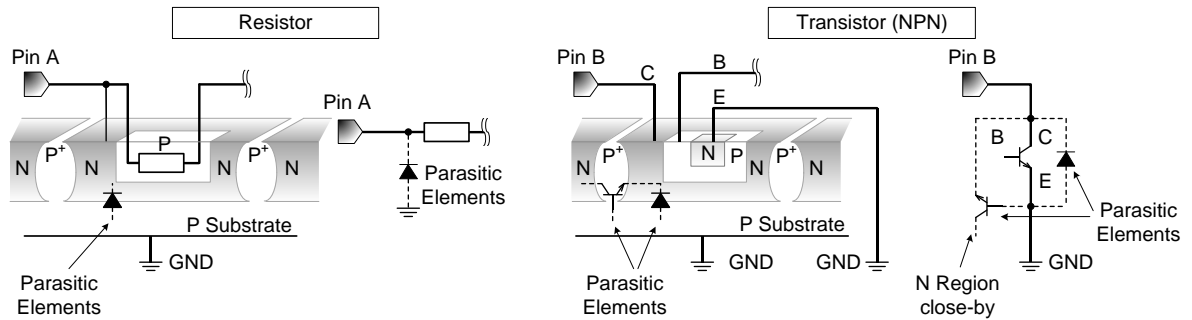 Resistor
Transistor (NPN)
Pin A
Pin A
N
P+
N
P
P+
N
N
Parasitic
Elements
P Substrate
GND
Parasitic
Elements
Pin B
C
B
E
N
P+
N
N
P
P+
N
N
P Substrate
GND
GND
Parasitic
Elements
Pin B
B
C
E
Parasitic
Elements
GND
N Region
close-by